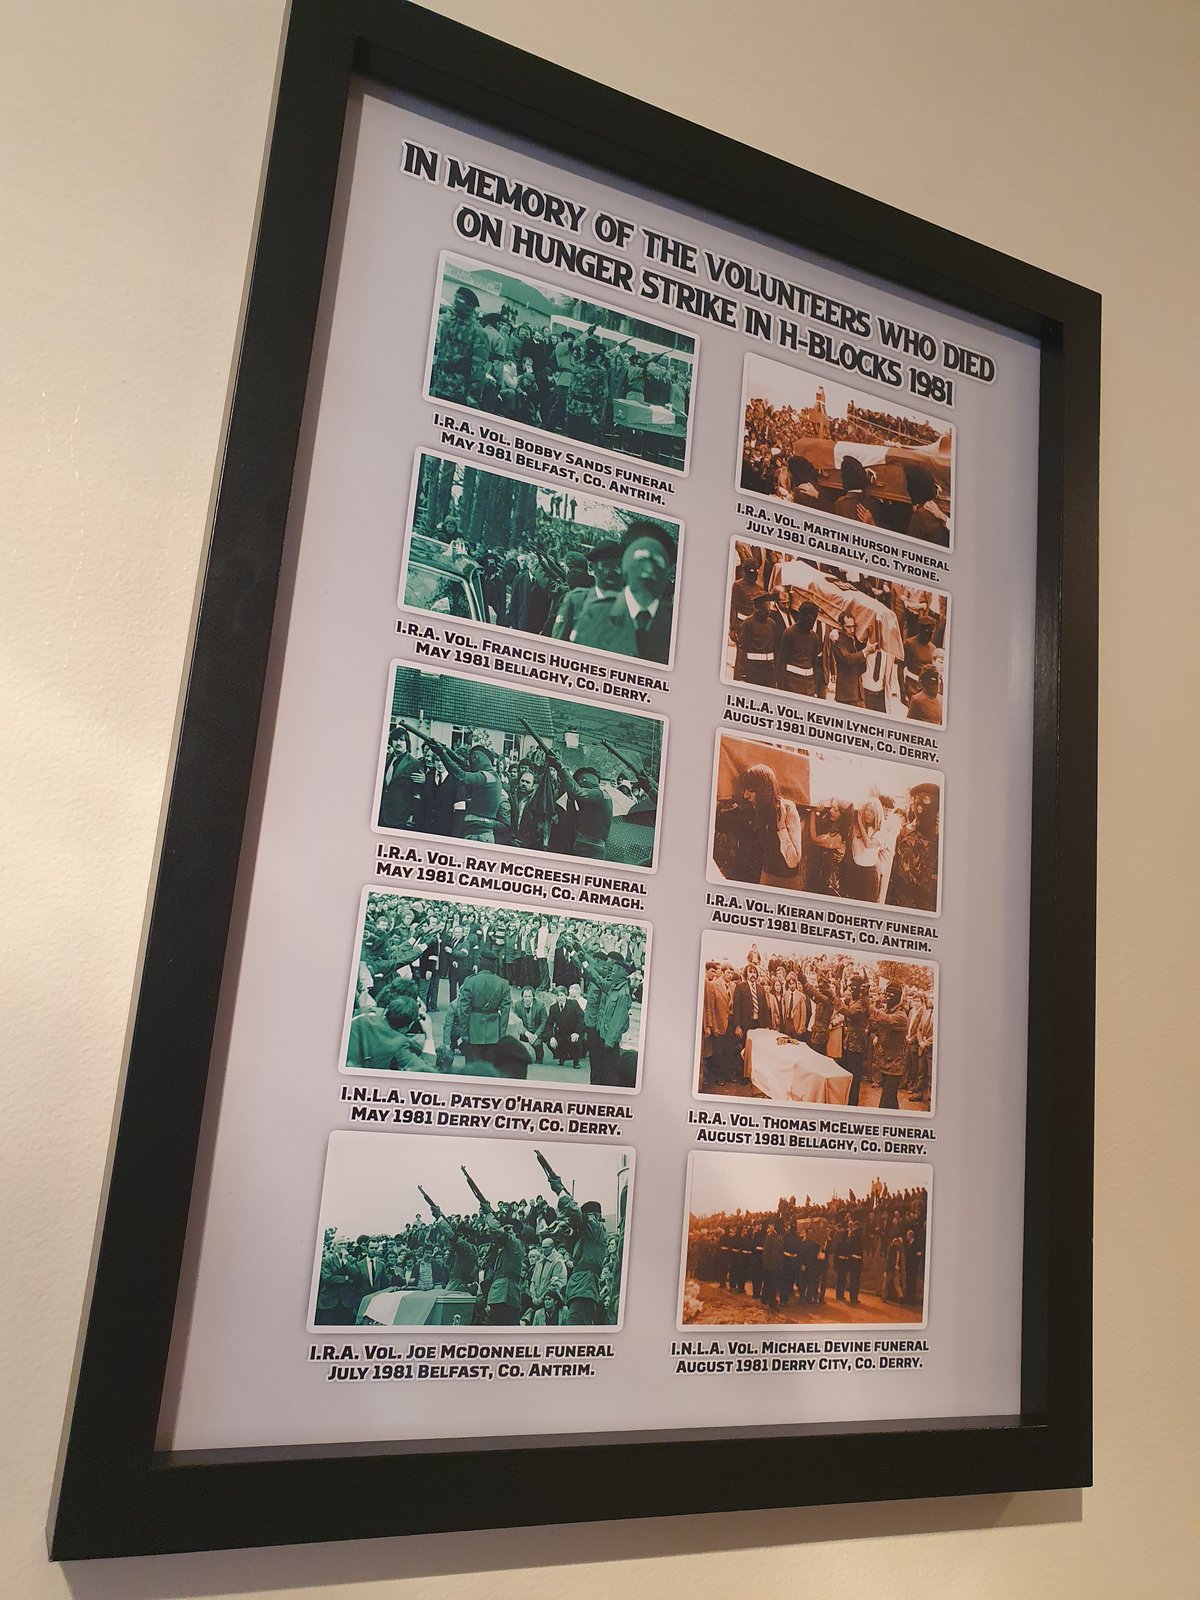 IN MEMORY OF THE VOLUNTEERS WHO DIED
ON HUNGER STRIKE IN H-BLOCKS 1981
I.R.A. VOL. BOBBY SANDS FUNERAL
MAY 1981 BELFAST, CO. ANTRIM.
I.R.A. VOL. FRANCIS HUGHES FUNERAL
MAY 1981 BELLAGHY, CO. DERRY.
I.R.A. VOL. RAY MCCREESH FUNERAL
MAY 1981 CAMLOUGH, CO. ARMAGH.
I.N.L.A. VOL. PATSY O'HARA FUNERAL
MAY 1981 DERRY CITY, CO. DERRY.
I.R.A. VOL. JOE MCDONNELL FUNERAL
JULY 1981 BELFAST, CO. ANTRIM.
I.R.A. VOL. MARTIN HURSON FUNERAL
JULY 1981 GALBALLY, CO. TYRONE.
I.N.L.A. VOL. KEVIN LYNCH FUNERAL
AUGUST 1981 DUNGIVEN, CO. DERRY.
I.R.A. VOL. KIERAN DOHERTY FUNERAL
AUGUST 1981 BELFAST, CO. ANTRIM.
I.R.A. VOL. THOMAS MCELWEE FUNERAL
AUGUST 1981 BELLAGHY, CO. DERRY.
I.N.L.A. VOL. MICHAEL DEVINE FUNERAL
AUGUST 1981 DERRY CITY, CO. DERRY.